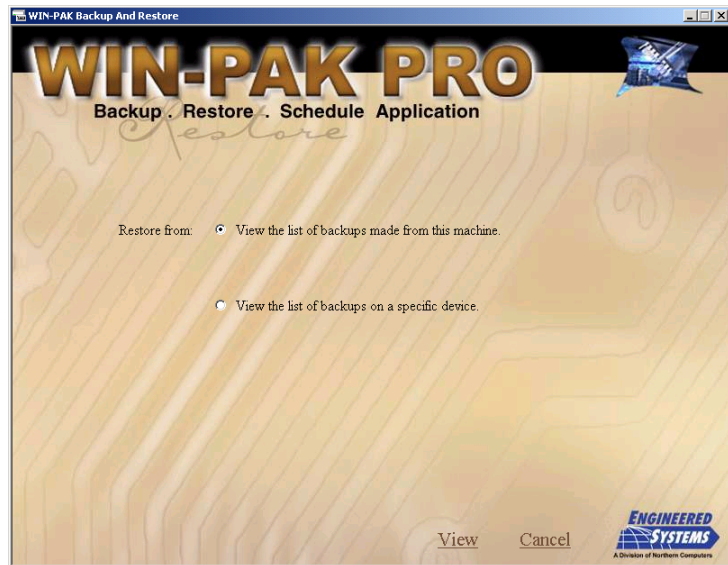 WIN-PAK Backup And Restore
WIN-PAK PRO
Backup . Restore . Schedule Application
Restore
Restore from: View the list of backups made from this machine.
View the list of backups on a specific device.
View Cancel
ENGINEERED
SYSTEMS
A Division of Northern Computers